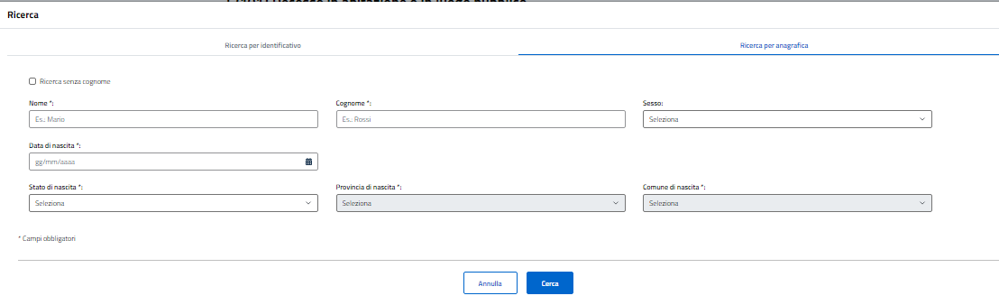 Ricerca
Ricerca per identificativo Ricerca per anagrafica
Ricerca senza cognome
Nome *: Cognome *: Sesso:
Es.: Mario Es.: Rossi Seleziona
Data di nascita *:
gg/mm/aaaa
Stato di nascita *: Provincia di nascita *: Comune di nascita *:
Seleziona Seleziona Seleziona
* Campi obbligatori
Annulla Cerca